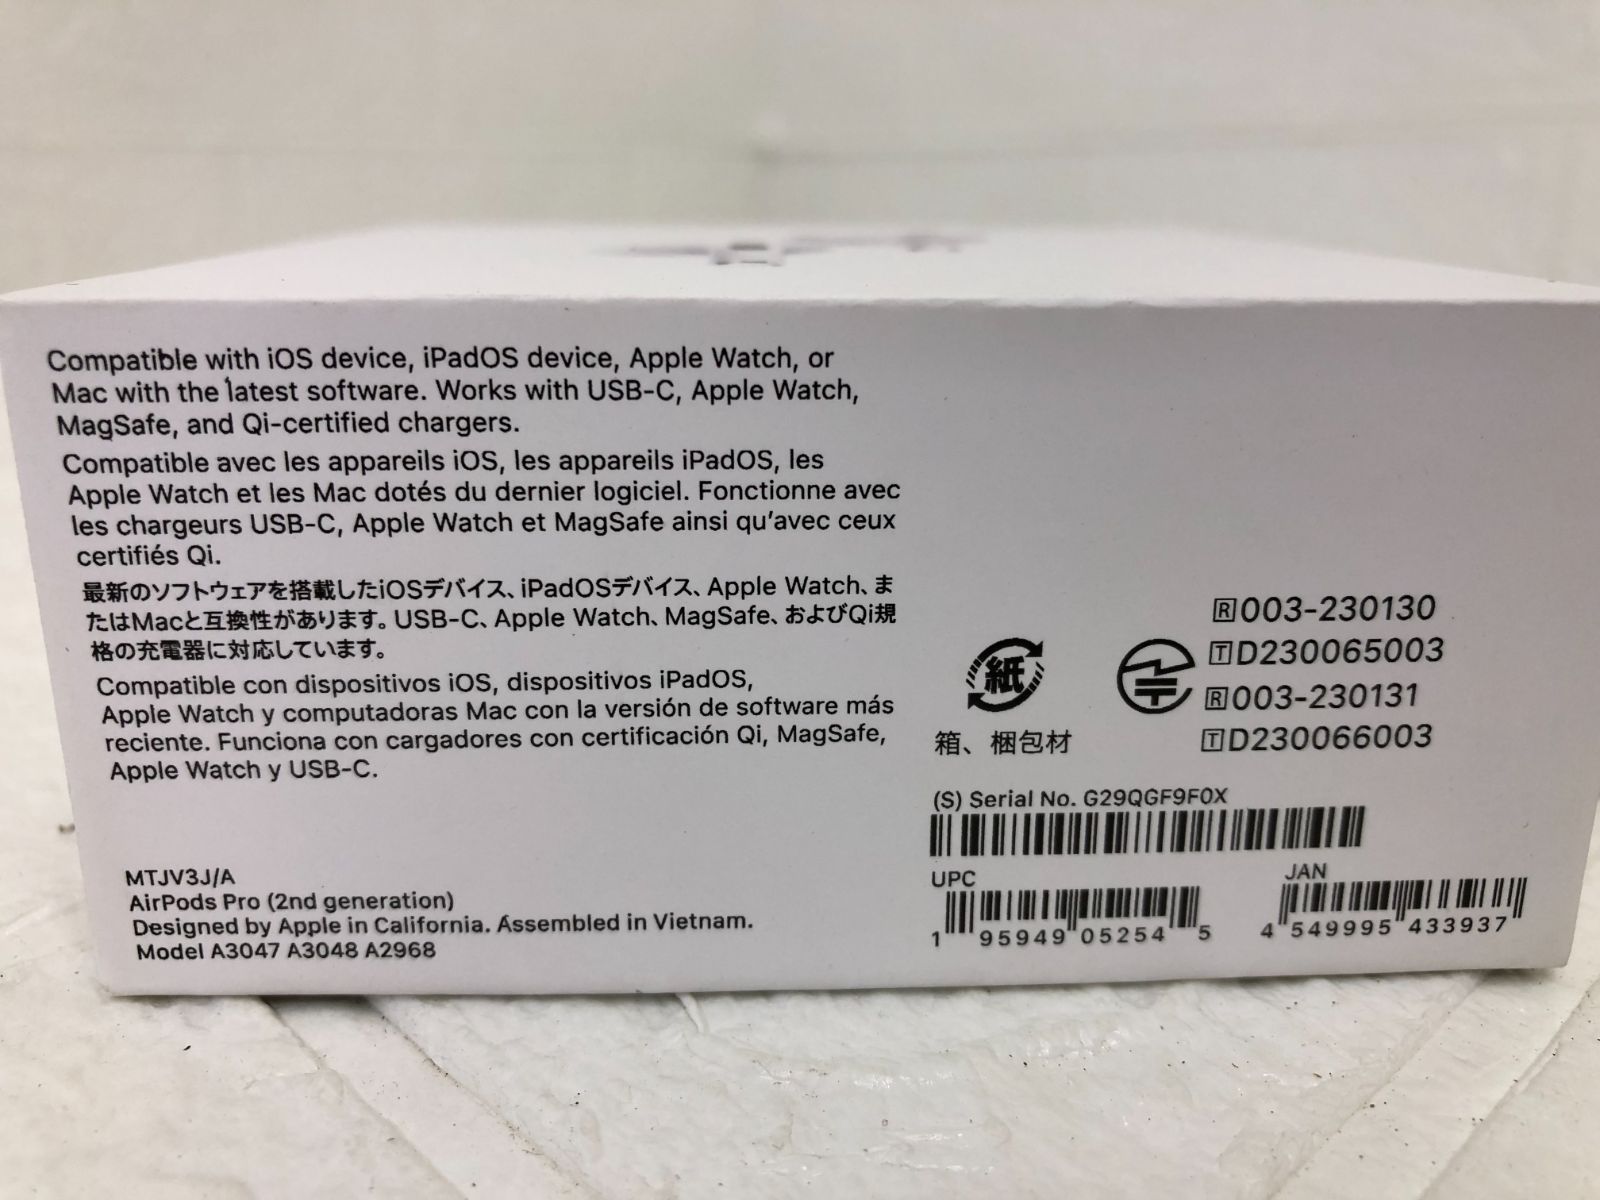 Compatible with iOS device, iPadOS device, Apple Watch, or
Mac with the latest software. Works with USB-C, Apple Watch,
MagSafe, and Qi-certified chargers.
Compatible avec les appareils iOS, les appareils iPadOS, les
Apple Watch et les Mac dotés du dernier logiciel. Fonctionne avec
les chargeurs USB-C, Apple Watch et MagSafe ainsi qu'avec ceux
certifiés Qi.
最新のソフトウェアを搭載したiOSデバイス、iPadOSデバイス、Apple Watch、ま
たはMacと互換性があります。USB-C、Apple Watch、MagSafe、およびQi規
格の充電器に対応しています。
Compatible con dispositivos iOS, dispositivos iPadOS,
Apple Watch y computadoras Mac con la versión de software más
reciente. Funciona con cargadores con certificación Qi, MagSafe,
Apple Watch y USB-C.
MTJV3J/A
AirPods Pro (2nd generation)
Designed by Apple in California. Assembled in Vietnam.
Model A3047 A3048 A2968
紙
箱、梱包材
R 003-230130
T D230065003
R 003-230131
T D230066003
(S) Serial No. G29QGF9F0X
UPC
1 95949 05254 5
JAN
4 549995 433937